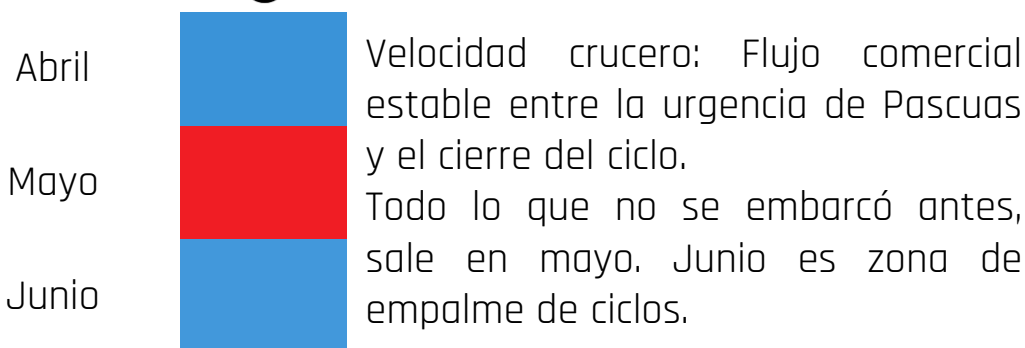 Abril
Mayo
Junio
Velocidad crucero: Flujo comercial
estable entre la urgencia de Pascuas
y el cierre del ciclo.
Todo lo que no se embarcó antes,
sale en mayo. Junio es zona de
empalme de ciclos.